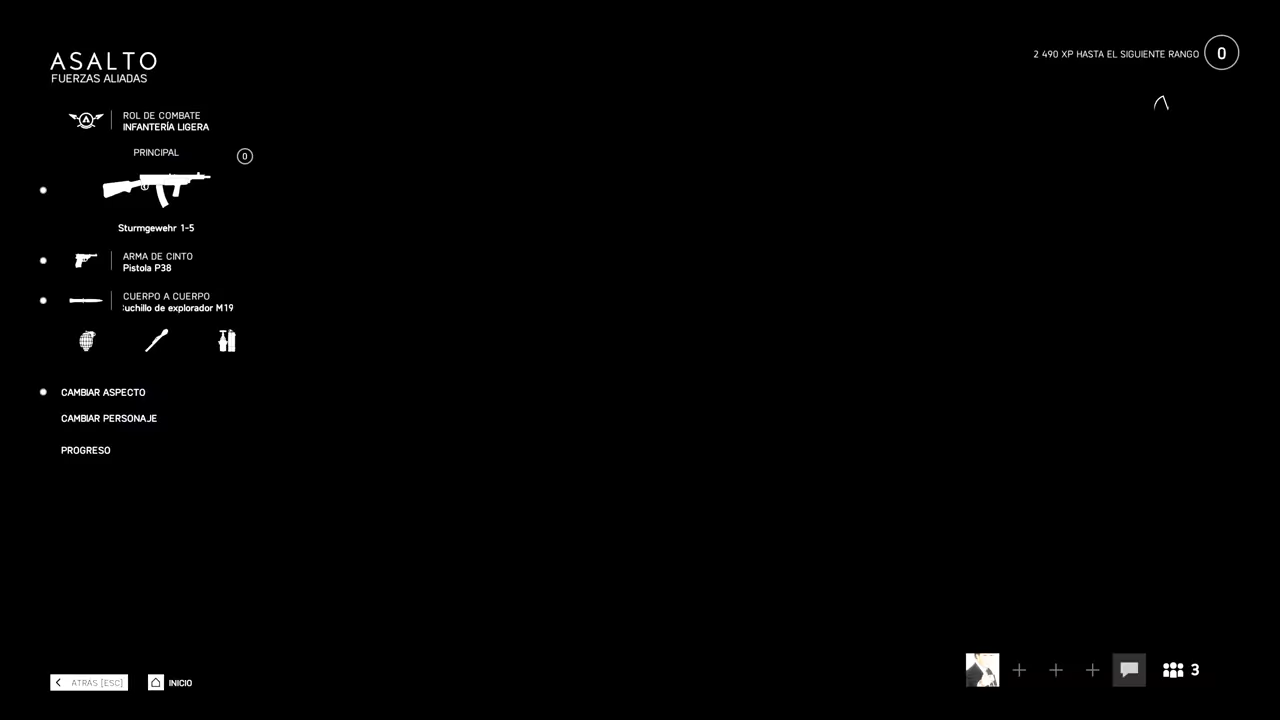 ASALTO
FUERZAS ALIADAS
2 490 XP HASTA EL SIGUIENTE RANGO
0
ROL DE COMBATE
INFANTERÍA LIGERA
PRINCIPAL
0
Sturmgewehr 1-5
ARMA DE CINTO
Pistola P38
CUERPO A CUERPO
uchillo de explorador M19
CAMBIAR ASPECTO
CAMBIAR PERSONAJE
PROGRESO
ATRÁS [ESC]
INICIO
3